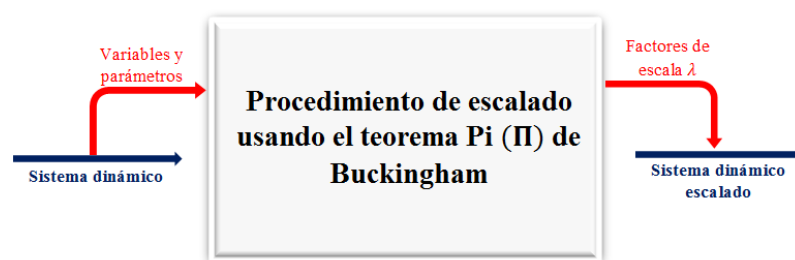 Variables y
parámetros
Sistema dinámico
Procedimiento de escalado
usando el teorema Pi (Π) de
Buckingham
Factores de
escala λ
Sistema dinámico
escalado